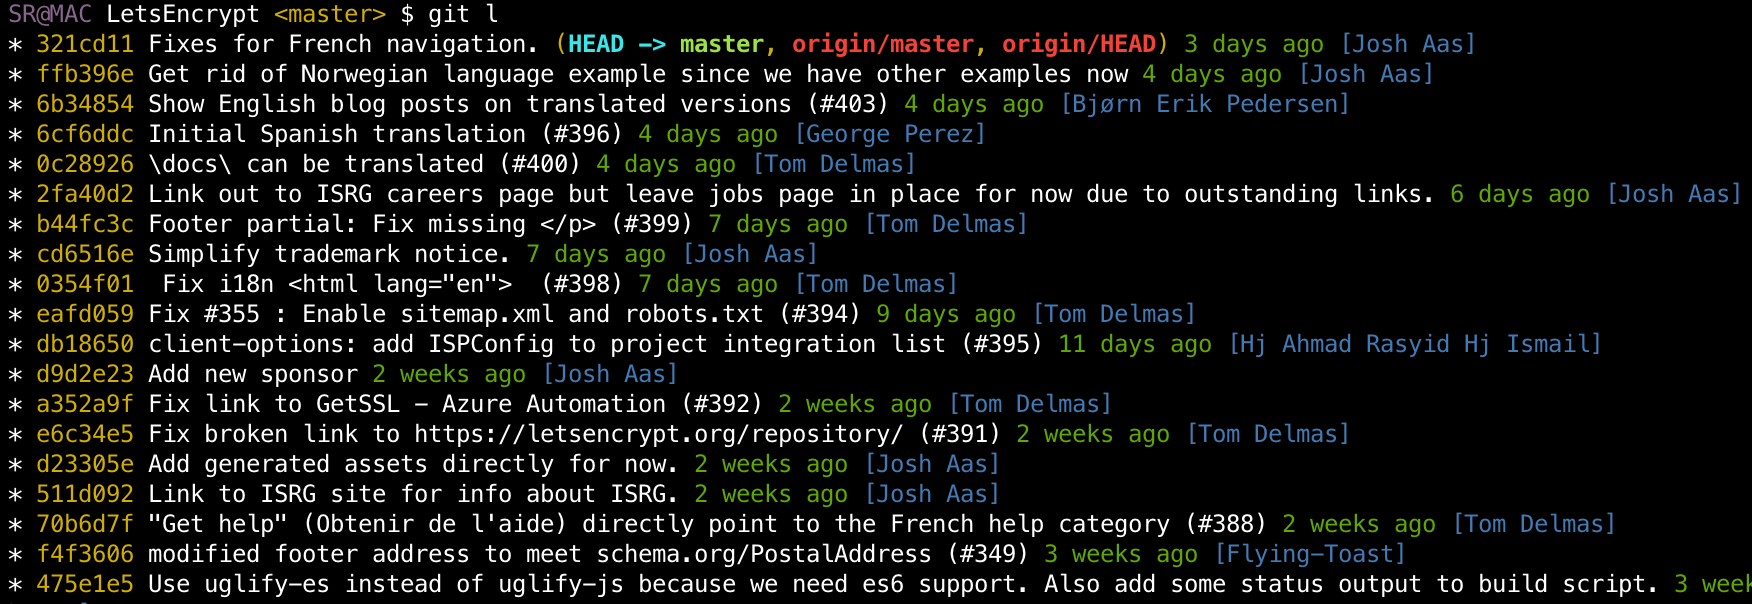 SR@MAC LetsEncrypt <master> $ git l
* 321cd11 Fixes for French navigation. (HEAD -> master, origin/master, origin/HEAD) 3 days ago [Josh Aas]
* ffb396e Get rid of Norwegian language example since we have other examples now 4 days ago [Josh Aas]
* 6b34854 Show English blog posts on translated versions (#403) 4 days ago [Bjørn Erik Pedersen]
* 6cf6ddc Initial Spanish translation (#396) 4 days ago [George Perez]
* 0c28926 \docs\ can be translated (#400) 4 days ago [Tom Delmas]
* 2fa40d2 Link out to ISRG careers page but leave jobs page in place for now due to outstanding links. 6 days ago [Josh Aas]
* b44fc3c Footer partial: Fix missing </p> (#399) 7 days ago [Tom Delmas]
* cd6516e Simplify trademark notice. 7 days ago [Josh Aas]
* 0354f01  Fix i18n <html lang="en">  (#398) 7 days ago [Tom Delmas]
* eafd059 Fix #355 : Enable sitemap.xml and robots.txt (#394) 9 days ago [Tom Delmas]
* db18650 client-options: add ISPConfig to project integration list (#395) 11 days ago [Hj Ahmad Rasyid Hj Ismail]
* d9d2e23 Add new sponsor 2 weeks ago [Josh Aas]
* a352a9f Fix link to GetSSL - Azure Automation (#392) 2 weeks ago [Tom Delmas]
* e6c34e5 Fix broken link to https://letsencrypt.org/repository/ (#391) 2 weeks ago [Tom Delmas]
* d23305e Add generated assets directly for now. 2 weeks ago [Josh Aas]
* 511d092 Link to ISRG site for info about ISRG. 2 weeks ago [Josh Aas]
* 70b6d7f "Get help" (Obtenir de l'aide) directly point to the French help category (#388) 2 weeks ago [Tom Delmas]
* f4f3606 modified footer address to meet schema.org/PostalAddress (#349) 3 weeks ago [Flying-Toast]
* 475e1e5 Use uglify-es instead of uglify-js because we need es6 support. Also add some status output to build script. 3